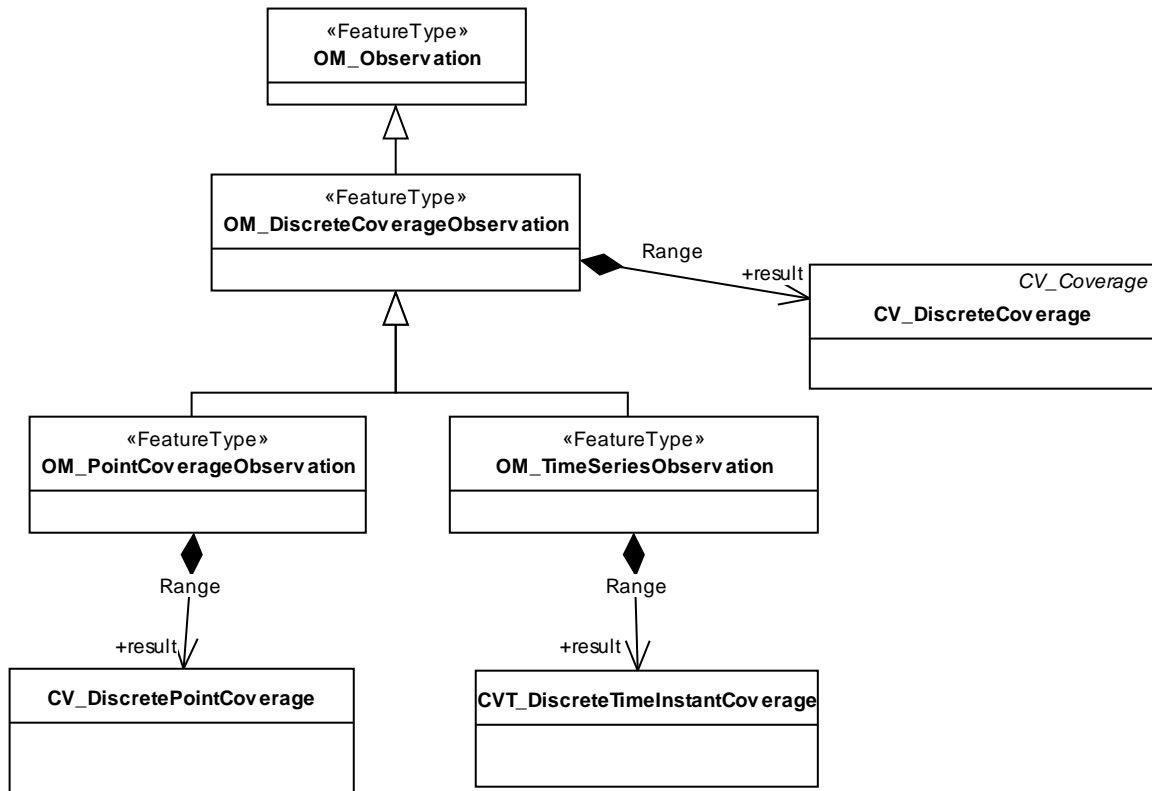 «FeatureType»
OM_Observation
«FeatureType»
OM_DiscreteCoverageObservation
Range
+result
CV_Coverage
CV_DiscreteCoverage
«FeatureType»
OM_PointCoverageObservation
«FeatureType»
OM_TimeSeriesObservation
Range
+result
Range
+result
CV_DiscretePointCoverage
CVT_DiscreteTimeInstantCoverage